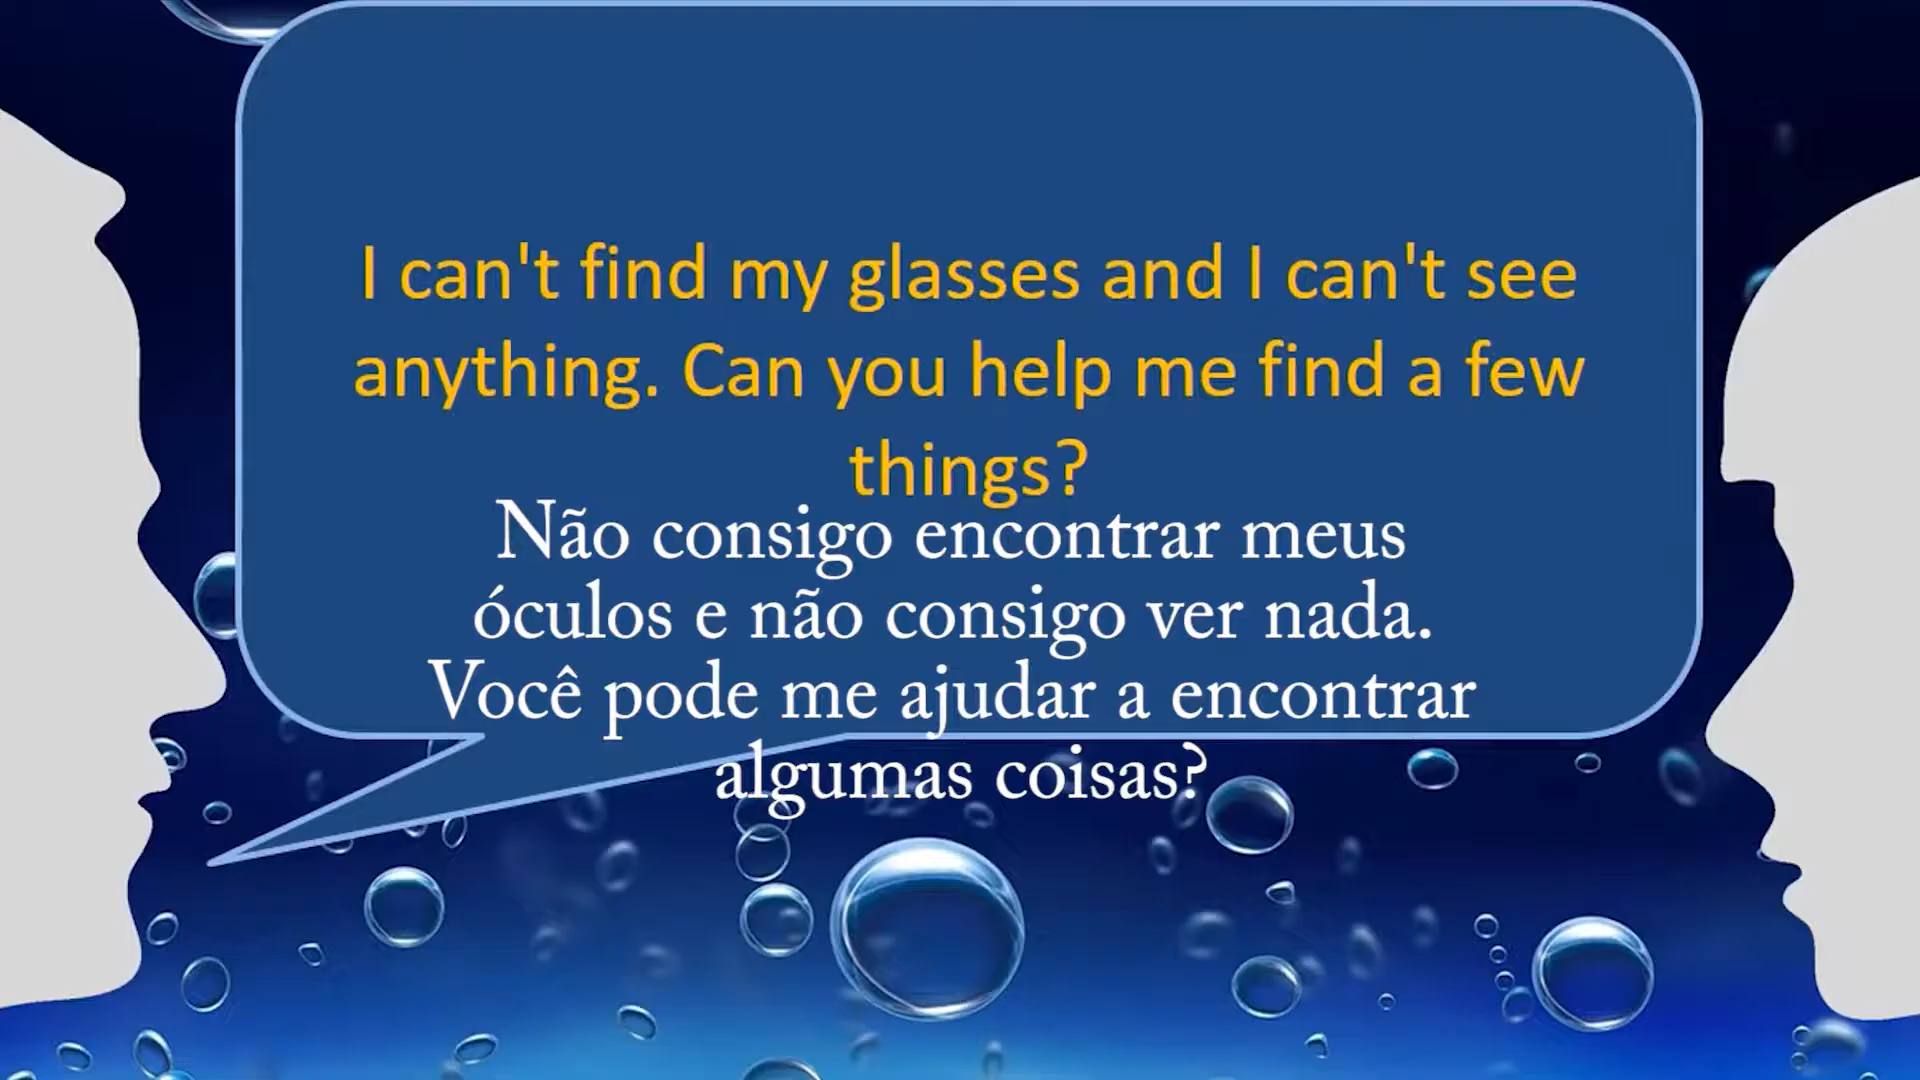 I can't find my glasses and I can't see
anything. Can you help me find a few
things?
Não consigo encontrar meus
óculos e não consigo ver nada.
Você pode me ajudar a encontrar
algumas coisas?